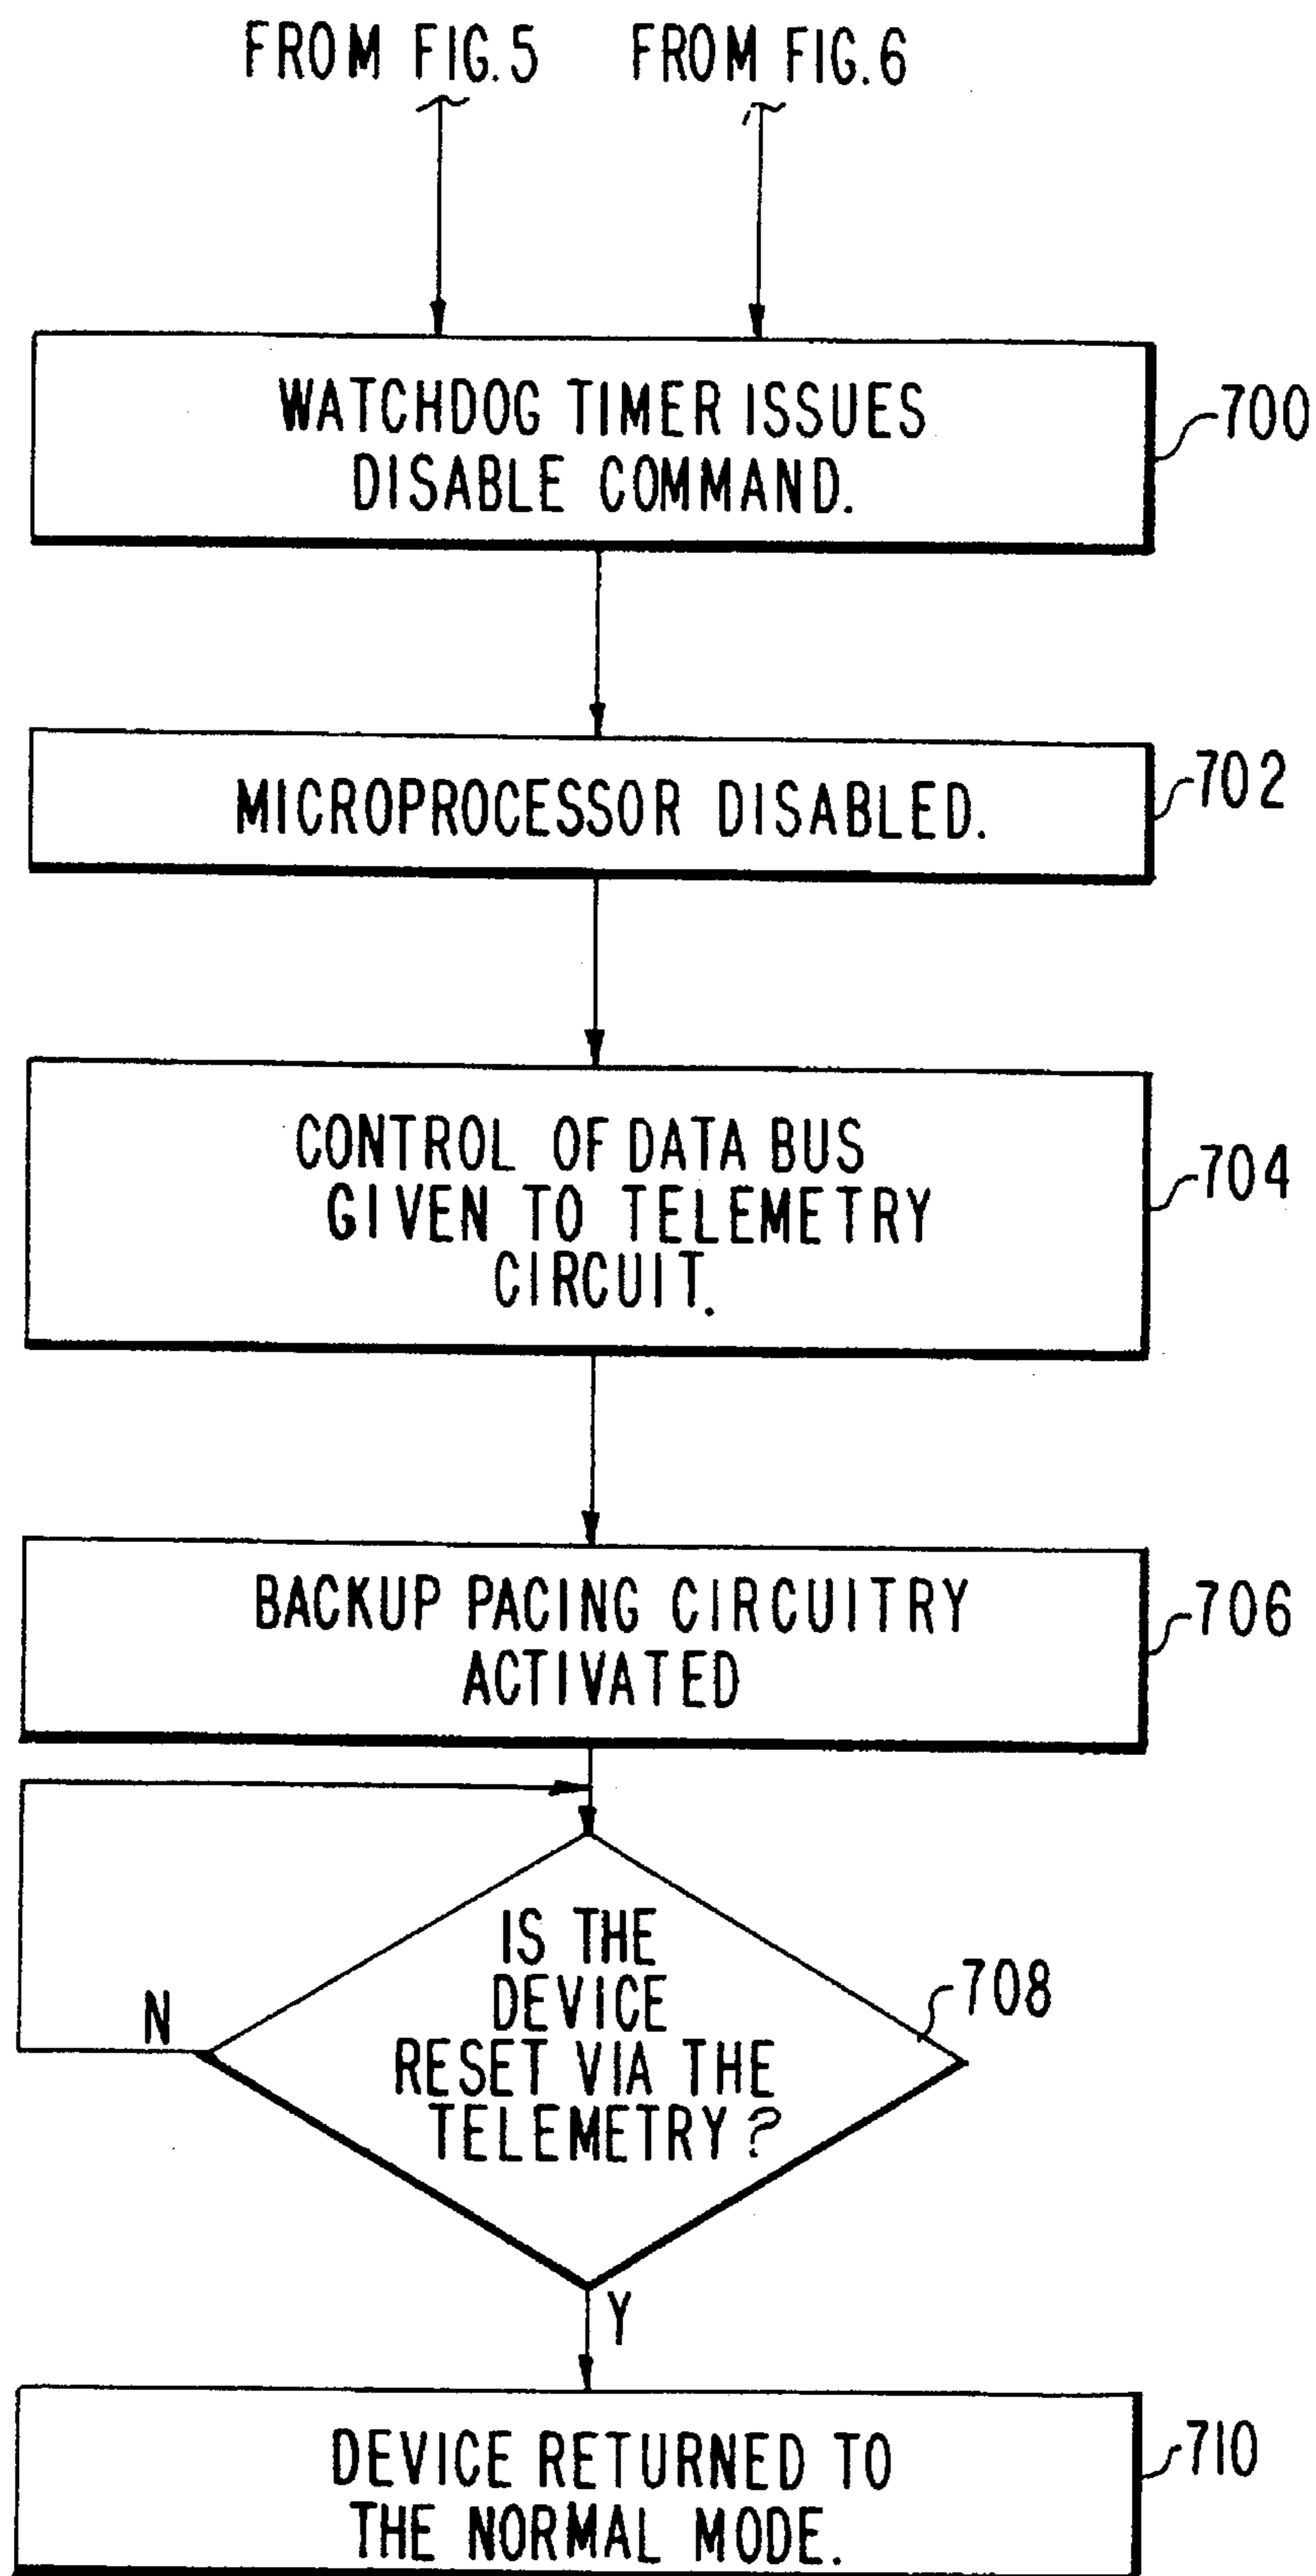 FROM FIG. 5 FROM FIG. 6
WATCHDOG TIMER ISSUES
DISABLE COMMAND.
700
MICROPROCESSOR DISABLED.
702
CONTROL OF DATA BUS
GIVEN TO TELEMETRY
CIRCUIT.
704
BACKUP PACING CIRCUITRY
ACTIVATED
706
IS THE
DEVICE
RESET VIA THE
TELEMETRY?
708
N
Y
DEVICE RETURNED TO
THE NORMAL MODE.
710